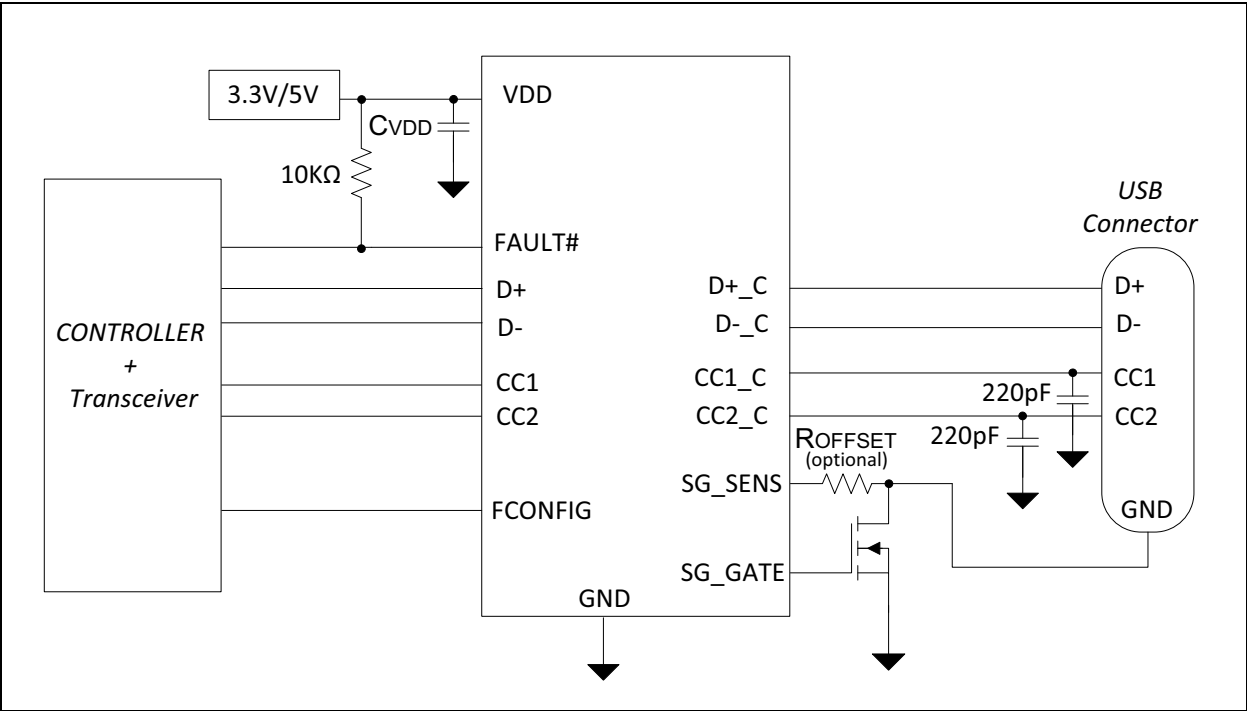 3.3V/5V
VDD
CVDD
10KΩ
USB
Connector
FAULT#
D+
D-
CC1
CC2
FCONFIG
CONTROLLER
+
Transceiver
D+_C
D-_C
CC1_C
CC2_C
SG_SENS
SG_GATE
GND
ROFFSET
(optional)
220pF
220pF
D+
D-
CC1
CC2
GND